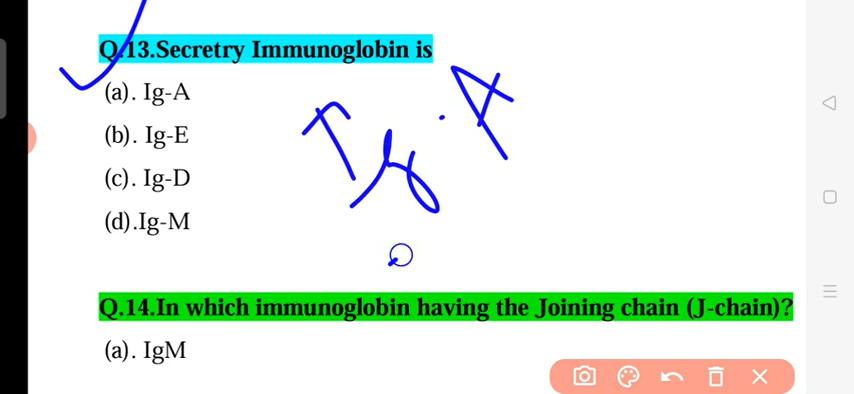 Q.13.Secretry Immunoglobin is
(a). Ig-A
(b). Ig-E
(c). Ig-D
(d).Ig-M
Ig.A
Q.14.In which immunoglobin having the Joining chain (J-chain)?
(a). IgM